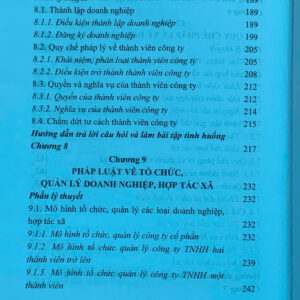 8.1. Thành lập doanh nghiệp 189
8.1.1. Điều kiện thành lập doanh nghiệp 189
8.1.2. Đăng ký doanh nghiệp 199
8.2. Quy chế pháp lý về thành viên công ty 205
8.2.1. Khái niệm; phân loại thành viên công ty 205
8.2.2. Điều kiện trở thành thành viên công ty 208
8.3. Quyền và nghĩa vụ của thành viên công ty 212
8.3.1. Quyền của thành viên công ty 212
8.3.2. Nghĩa vụ của thành viên công ty 214
8.4. Chấm dứt tư cách thành viên công ty 215
Hướng dẫn trả lời câu hỏi và làm bài tập tình huống
Chương 8 217
Chương 9
PHÁP LUẬT VỀ TỔ CHỨC,
QUẢN LÝ DOANH NGHIỆP, HỢP TÁC XÃ 232
Phần lý thuyết
9.1. Mô hình tổ chức, quản lý các loại doanh nghiệp,
hợp tác xã 232
9.1.1. Mô hình tổ chức, quản lý công ty cổ phần 232
9.1.2. Mô hình tổ chức quản lý công ty TNHH hai
thành viên trở lên 239
9.1.3. Mô hình tổ chức quản lý công ty TNHH một
thành viên 242